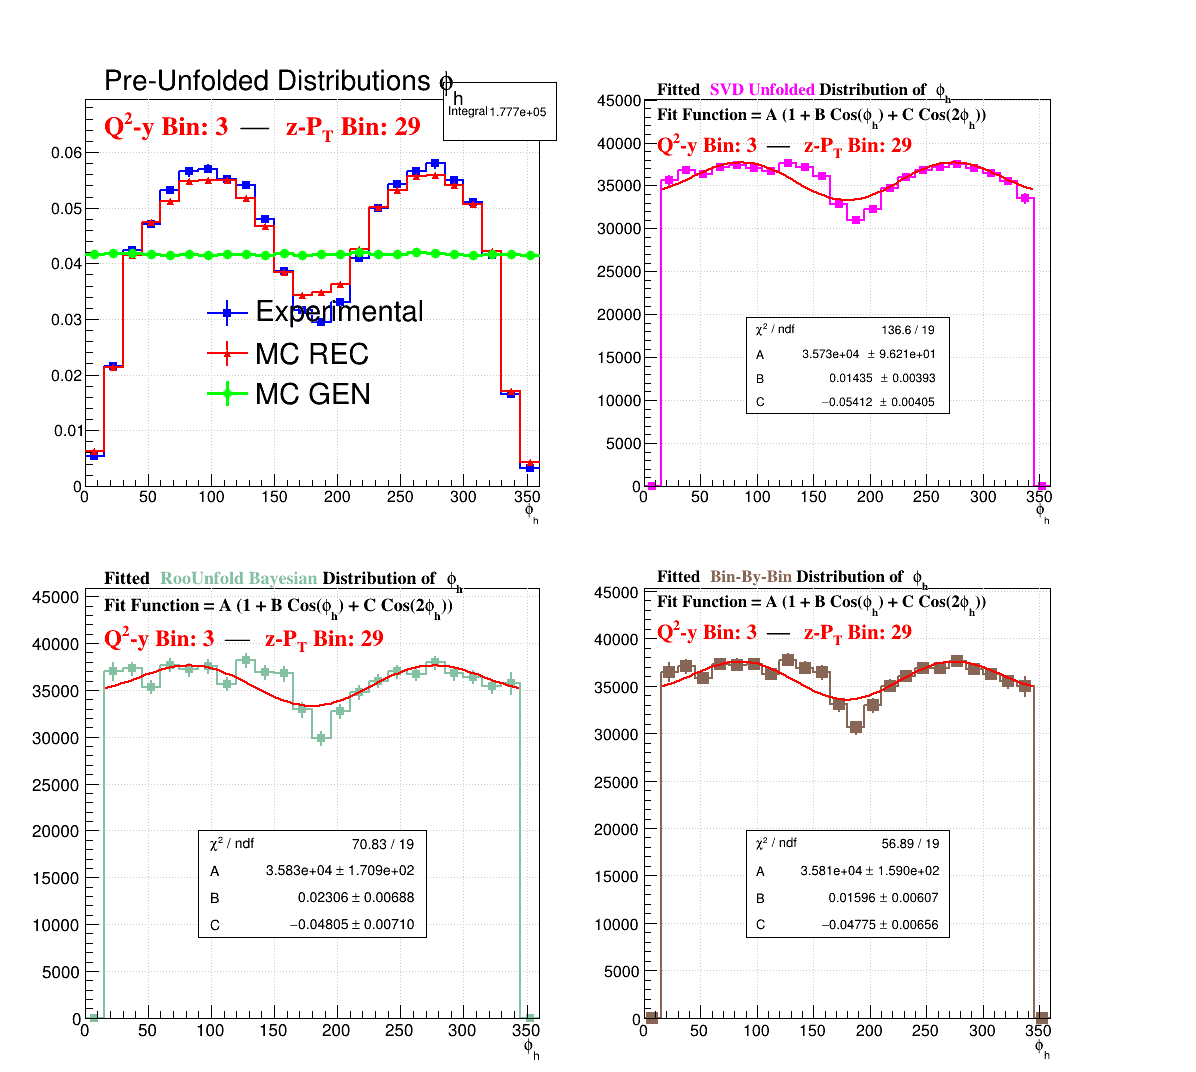 Pre-Unfolded Distributions ϕh
Integral 1.777e+05
Q2-y Bin: 3 — z-PT Bin: 29
0.06
0.05
0.04
0.03
0.02
0.01
0
Experimental
MC REC
MC GEN
0 50 100 150 200 250 300 350
ϕh
Fitted SVD Unfolded Distribution of ϕh
Fit Function = A (1 + B Cos(ϕh) + C Cos(2ϕh))
Q2-y Bin: 3 — z-PT Bin: 29
45000
40000
35000
30000
25000
20000
15000
10000
5000
0
χ2 / ndf 136.6 / 19
A 3.573e+04 ± 9.621e+01
B 0.01435 ± 0.00393
C −0.05412 ± 0.00405
0 50 100 150 200 250 300 350
ϕh
Fitted RooUnfold Bayesian Distribution of ϕh
Fit Function = A (1 + B Cos(ϕh) + C Cos(2ϕh))
Q2-y Bin: 3 — z-PT Bin: 29
45000
40000
35000
30000
25000
20000
15000
10000
5000
0
χ2 / ndf 70.83 / 19
A 3.583e+04 ± 1.709e+02
B 0.02306 ± 0.00688
C −0.04805 ± 0.00710
0 50 100 150 200 250 300 350
ϕh
Fitted Bin-By-Bin Distribution of ϕh
Fit Function = A (1 + B Cos(ϕh) + C Cos(2ϕh))
Q2-y Bin: 3 — z-PT Bin: 29
45000
40000
35000
30000
25000
20000
15000
10000
5000
0
χ2 / ndf 56.89 / 19
A 3.581e+04 ± 1.590e+02
B 0.01596 ± 0.00607
C −0.04775 ± 0.00656
0 50 100 150 200 250 300 350
ϕh